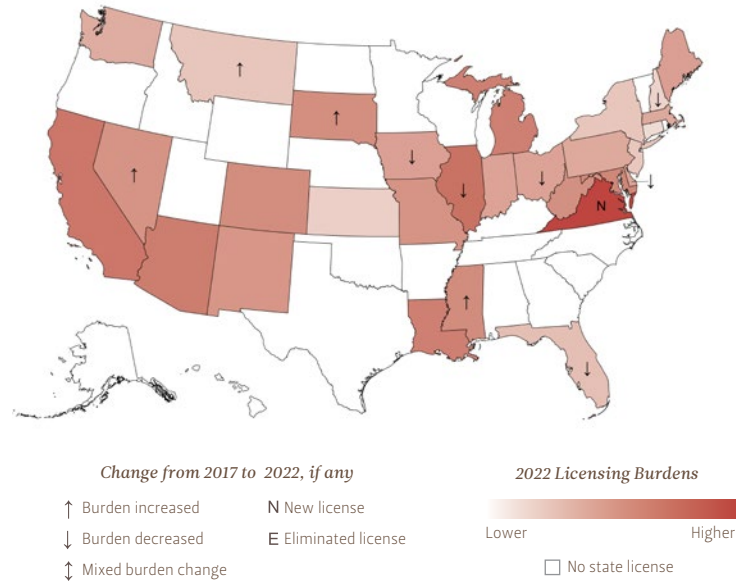 ↑
↑
↑
↓
↓
↓
↓
↓
N
↑
↓
Change from 2017 to 2022, if any
↑ Burden increased
↓ Burden decreased
↕ Mixed burden change
N New license
E Eliminated license
2022 Licensing Burdens
Lower Higher
No state license